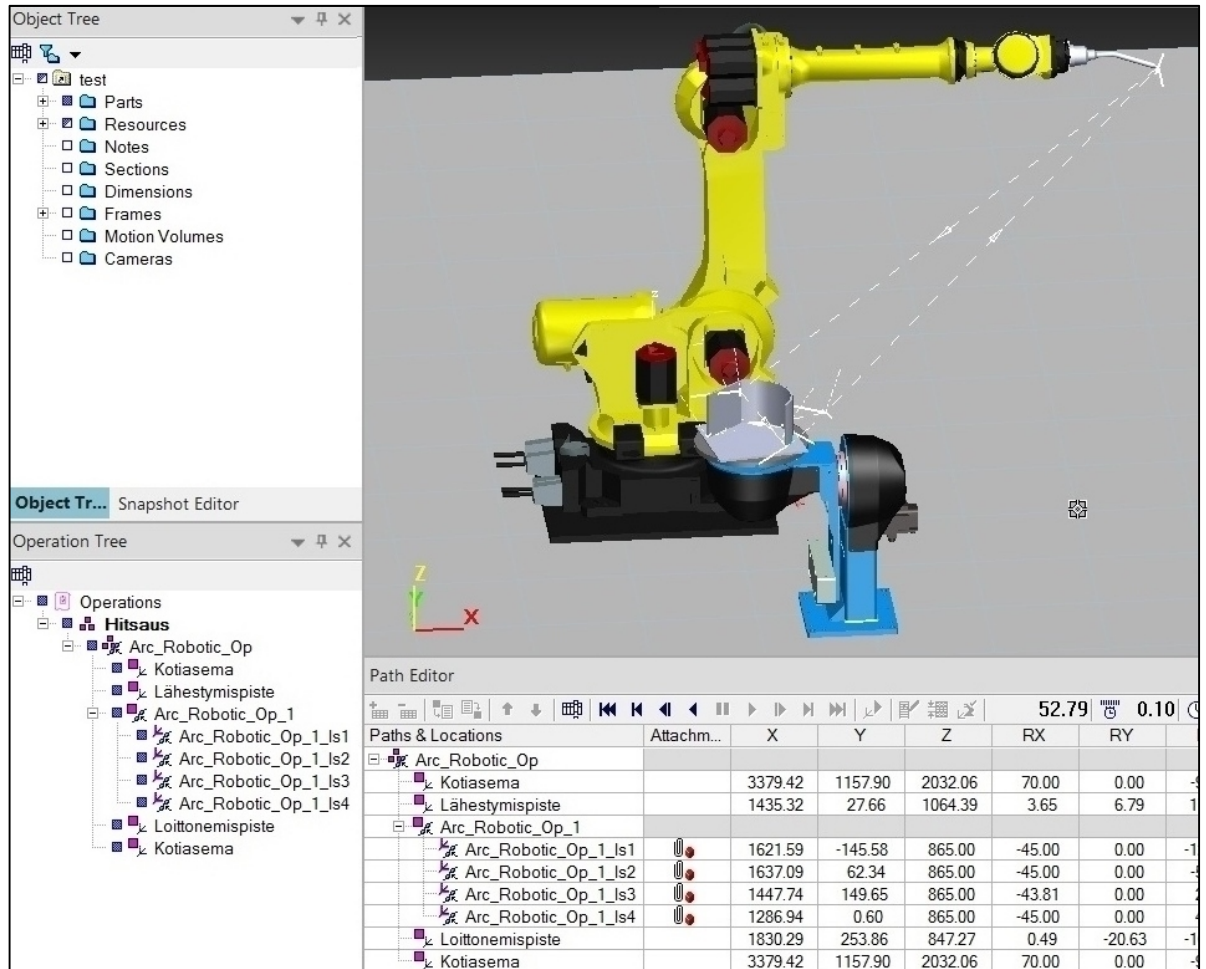 Object Tree
test
Parts
Resources
Notes
Sections
Dimensions
Frames
Motion Volumes
Cameras
Object Tr... Snapshot Editor
Operation Tree
Operations
Hitsaus
Arc_Robotic_Op
Kotiasema
Lähestymispiste
Arc_Robotic_Op_1
Arc_Robotic_Op_1_ls1
Arc_Robotic_Op_1_ls2
Arc_Robotic_Op_1_ls3
Arc_Robotic_Op_1_ls4
Loittonemispiste
Kotiasema
Z
Y
X
Path Editor
52.79 0.10
Paths & Locations Attachm... X Y Z RX RY
Arc_Robotic_Op
Kotiasema 3379.42 1157.90 2032.06 70.00 0.00
Lähestymispiste 1435.32 27.66 1064.39 3.65 6.79
Arc_Robotic_Op_1
Arc_Robotic_Op_1_ls1 1621.59 -145.58 865.00 -45.00 0.00
Arc_Robotic_Op_1_ls2 1637.09 62.34 865.00 -45.00 0.00
Arc_Robotic_Op_1_ls3 1447.74 149.65 865.00 -43.81 0.00
Arc_Robotic_Op_1_ls4 1286.94 0.60 865.00 -45.00 0.00
Loittonemispiste 1830.29 253.86 847.27 0.49 -20.63
Kotiasema 3379.42 1157.90 2032.06 70.00 0.00